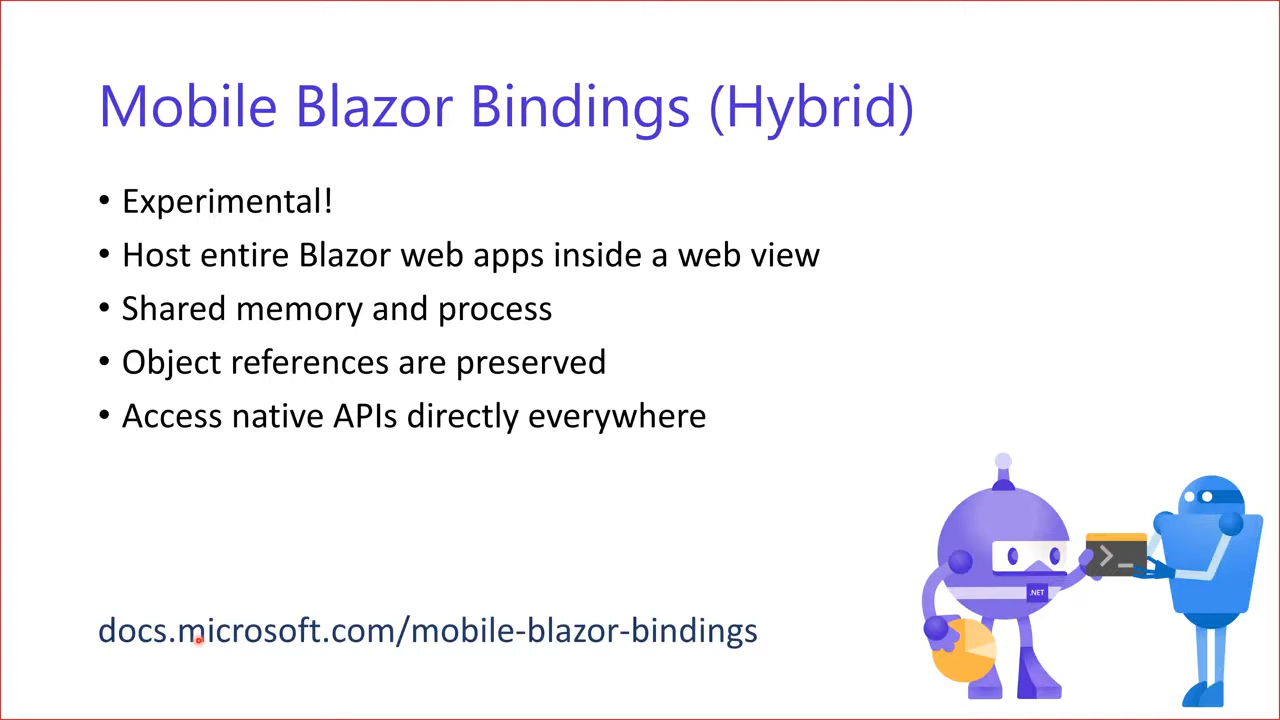 Mobile Blazor Bindings (Hybrid)
• Experimental!
• Host entire Blazor web apps inside a web view
• Shared memory and process
• Object references are preserved
• Access native APIs directly everywhere
>_
.NET
docs.microsoft.com/mobile-blazor-bindings